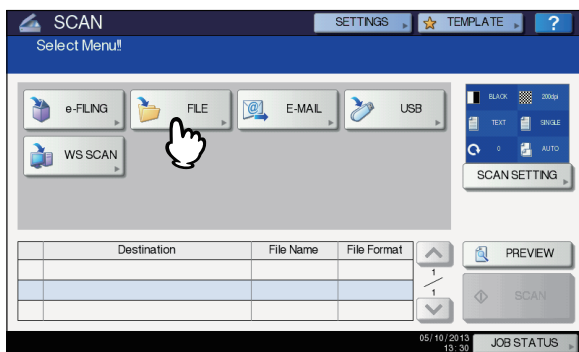 SCAN
SETTINGS
TEMPLATE
?
Select Menu!!
e-FILING
FILE
E-MAIL
USB
BLACK
200dpi
TEXT
SINGLE
0
AUTO
WS SCAN
SCAN SETTING
Destination
File Name
File Format
PREVIEW
1
1
SCAN
05/10/2013
13:30
JOB STATUS